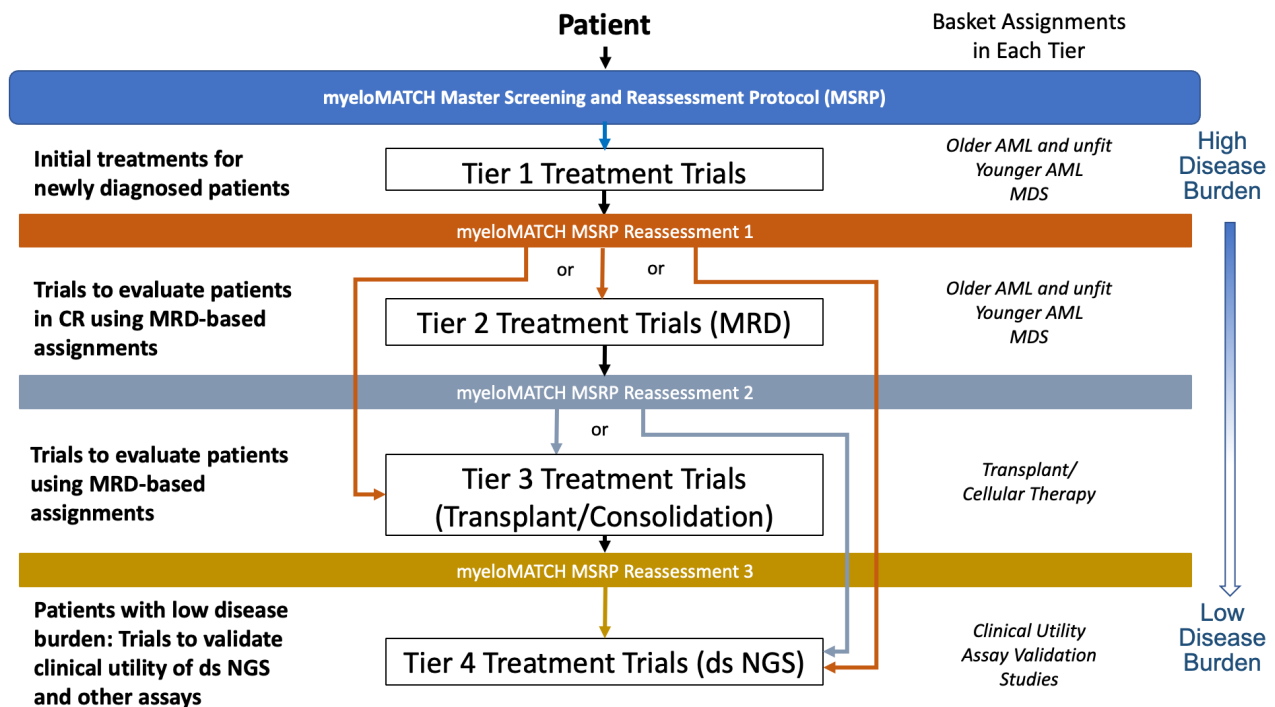 Patient
Basket Assignments
in Each Tier
myeloMATCH Master Screening and Reassessment Protocol (MSRP)
Initial treatments for
newly diagnosed patients
Tier 1 Treatment Trials
Older AML and unfit
Younger AML
MDS
High
Disease
Burden
myeloMATCH MSRP Reassessment 1
or
or
Trials to evaluate patients
in CR using MRD-based
assignments
Tier 2 Treatment Trials (MRD)
Older AML and unfit
Younger AML
MDS
myeloMATCH MSRP Reassessment 2
or
Trials to evaluate patients
using MRD-based
assignments
Tier 3 Treatment Trials
(Transplant/Consolidation)
Transplant/
Cellular Therapy
myeloMATCH MSRP Reassessment 3
Patients with low disease
burden: Trials to validate
clinical utility of ds NGS
and other assays
Tier 4 Treatment Trials (ds NGS)
Clinical Utility
Assay Validation
Studies
Low
Disease
Burden